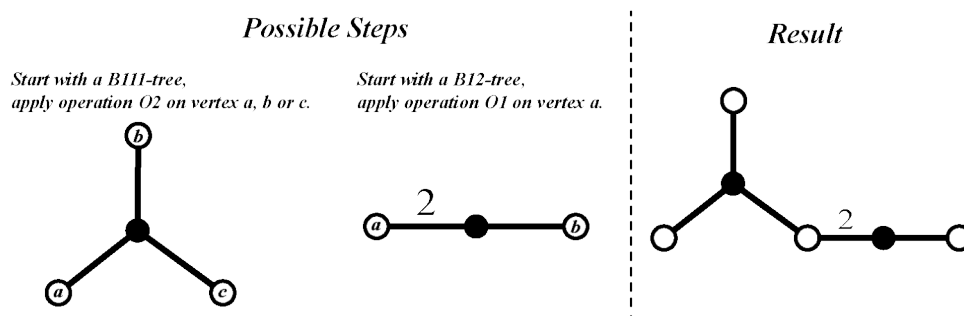 Possible Steps
Result
Start with a B111-tree,
apply operation O2 on vertex a, b or c.
Start with a B12-tree,
apply operation O1 on vertex a.
b
a
c
2
a
b
2